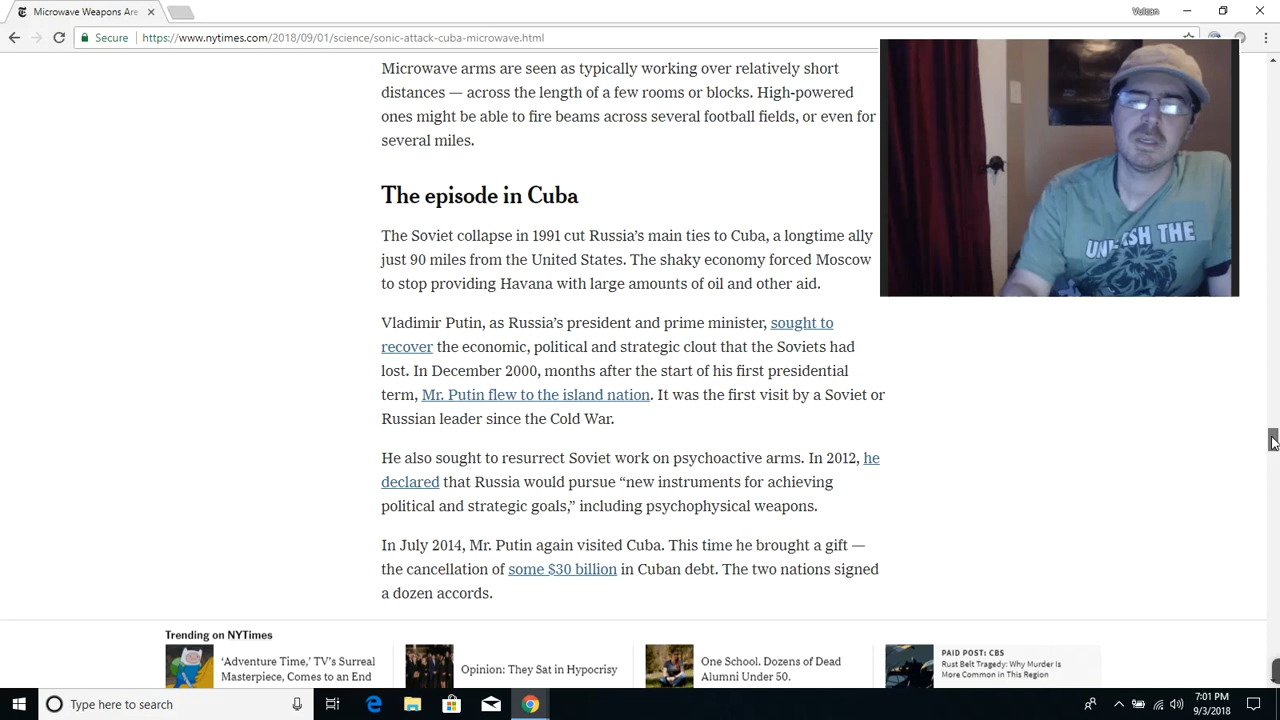 Microwave Weapons Are
Vulcan
Secure
https://www.nytimes.com/2018/09/01/science/sonic-attack-cuba-microwave.html
Microwave arms are seen as typically working over relatively short
distances — across the length of a few rooms or blocks. High-powered
ones might be able to fire beams across several football fields, or even for
several miles.
UNLEASH THE
The episode in Cuba
The Soviet collapse in 1991 cut Russia’s main ties to Cuba, a longtime ally
just 90 miles from the United States. The shaky economy forced Moscow
to stop providing Havana with large amounts of oil and other aid.
Vladimir Putin, as Russia’s president and prime minister, sought to
recover the economic, political and strategic clout that the Soviets had
lost. In December 2000, months after the start of his first presidential
term, Mr. Putin flew to the island nation. It was the first visit by a Soviet or
Russian leader since the Cold War.
He also sought to resurrect Soviet work on psychoactive arms. In 2012, he
declared that Russia would pursue “new instruments for achieving
political and strategic goals,” including psychophysical weapons.
In July 2014, Mr. Putin again visited Cuba. This time he brought a gift —
the cancellation of some $30 billion in Cuban debt. The two nations signed
a dozen accords.
Trending on NYTimes
‘Adventure Time,’ TV’s Surreal
Masterpiece, Comes to an End
Opinion: They Sat in Hypocrisy
One School. Dozens of Dead
Alumni Under 50.
PAID POST: CBS
Rust Belt Tragedy: Why Murder Is
More Common in This Region
Type here to search
7:01 PM
9/3/2018